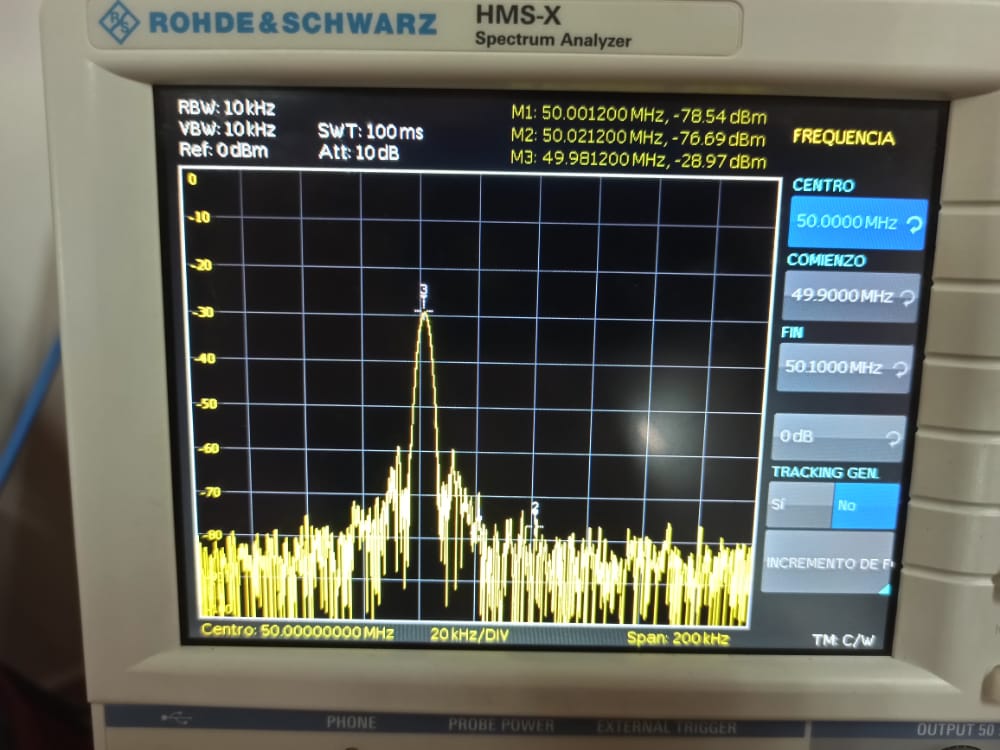 ROHDE & SCHWARZ
HMS-X
Spectrum Analyzer
RBW: 10 kHz
VBW: 10 kHz
SWT: 100 ms
Ref: 0 dBm
Att: 10 dB
M1: 50.001200 MHz, -78.54 dBm
M2: 50.021200 MHz, -76.69 dBm
M3: 49.981200 MHz, -28.97 dBm
FREQUENCIA
CENTRO
50.0000 MHz
COMIENZO
49.9000 MHz
FIN
50.1000 MHz
0 dB
TRACKING GEN.
Sí
No
INCREMENTO DE
TM: C/W
0
-10
-20
-30
-40
-50
-60
-70
-80
3
2
Centro: 50.00000000 MHz
20 kHz/DIV
Span: 200 kHz
PHONE
PROBE POWER
EXTERNAL TRIGGER
OUTPUT 50